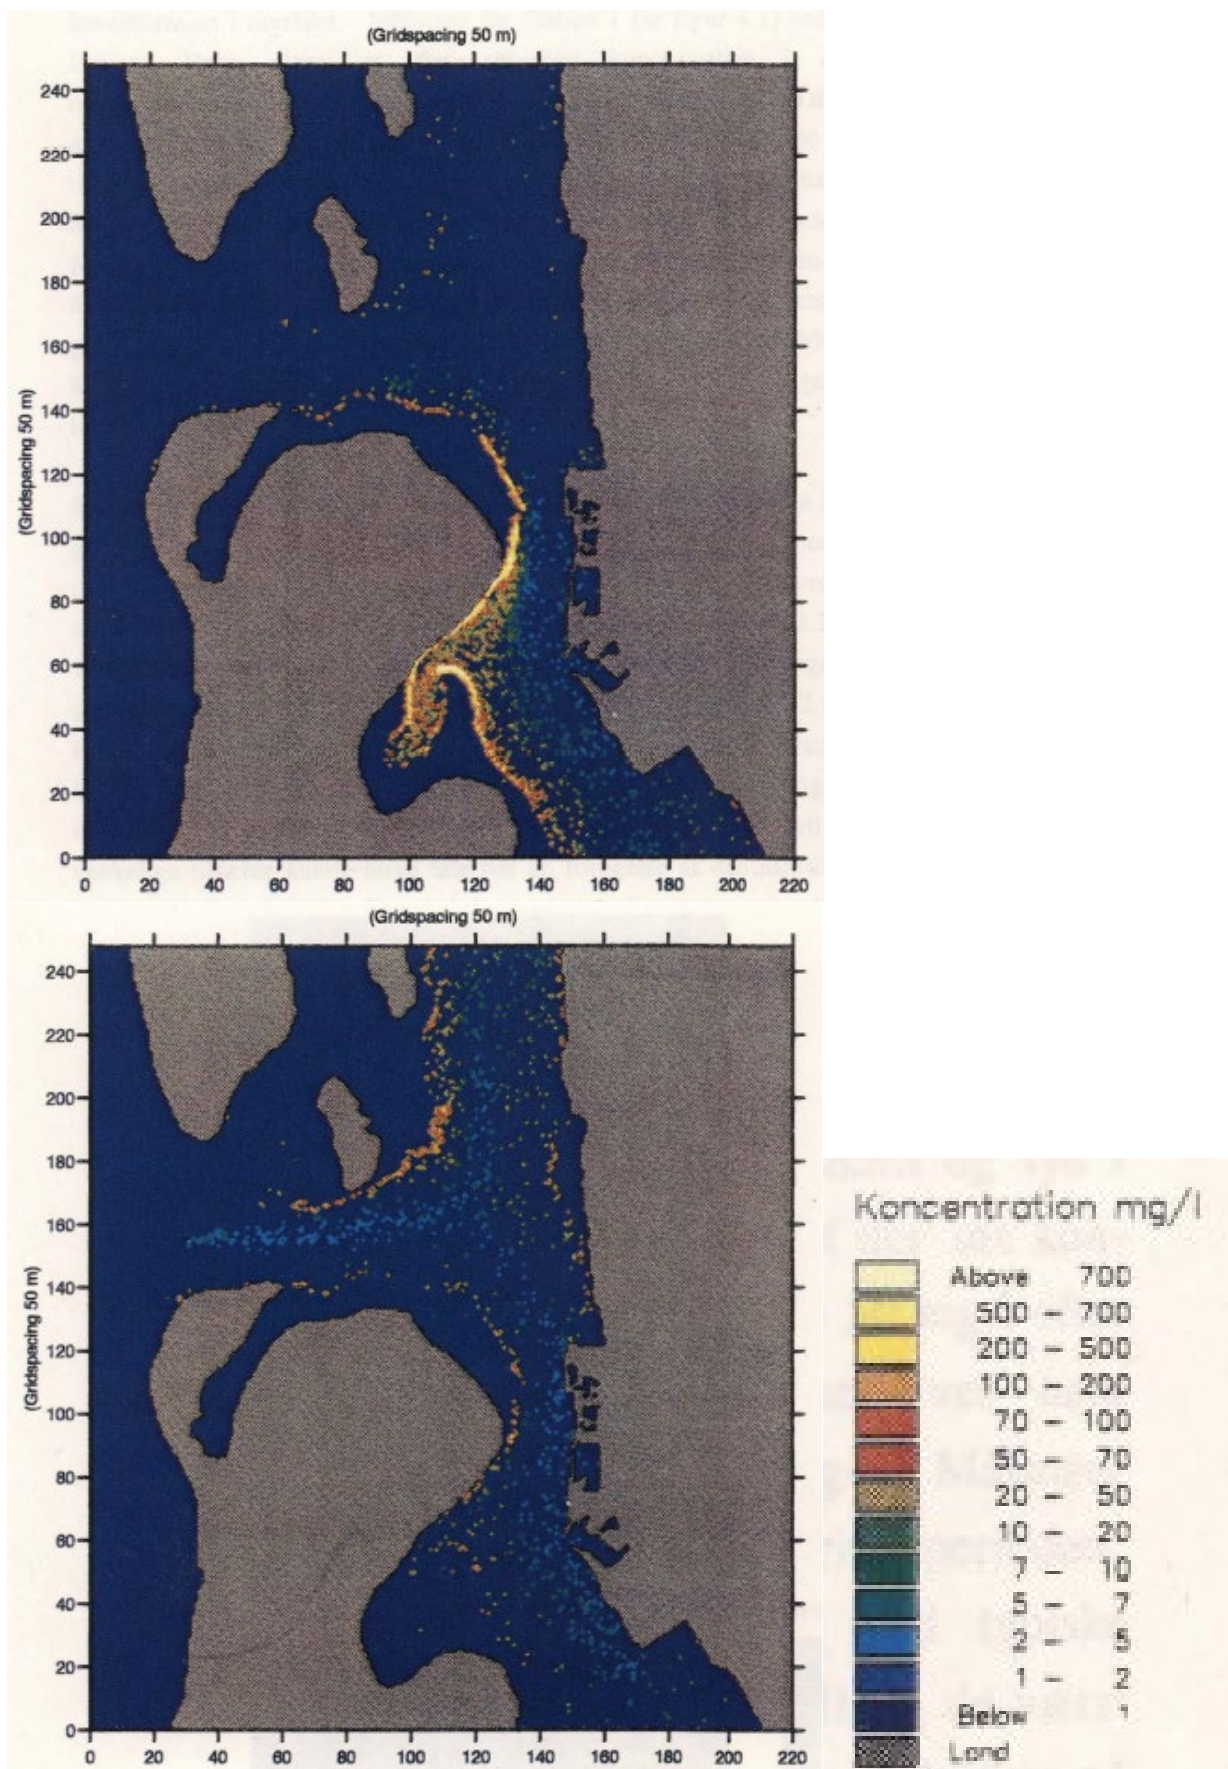 (Gridspacing 50 m)
240
220
200
180
160
140
120
100
80
60
40
20
0
(Gridspacing 50 m)
0 20 40 60 80 100 120 140 160 180 200 220
(Gridspacing 50 m)
240
220
200
180
160
140
120
100
80
60
40
20
0
(Gridspacing 50 m)
0 20 40 60 80 100 120 140 160 180 200 220
Koncentration mg/l
Above 700
500 - 700
200 - 500
100 - 200
70 - 100
50 - 70
20 - 50
10 - 20
7 - 10
5 - 7
2 - 5
1 - 2
Below 1
Land